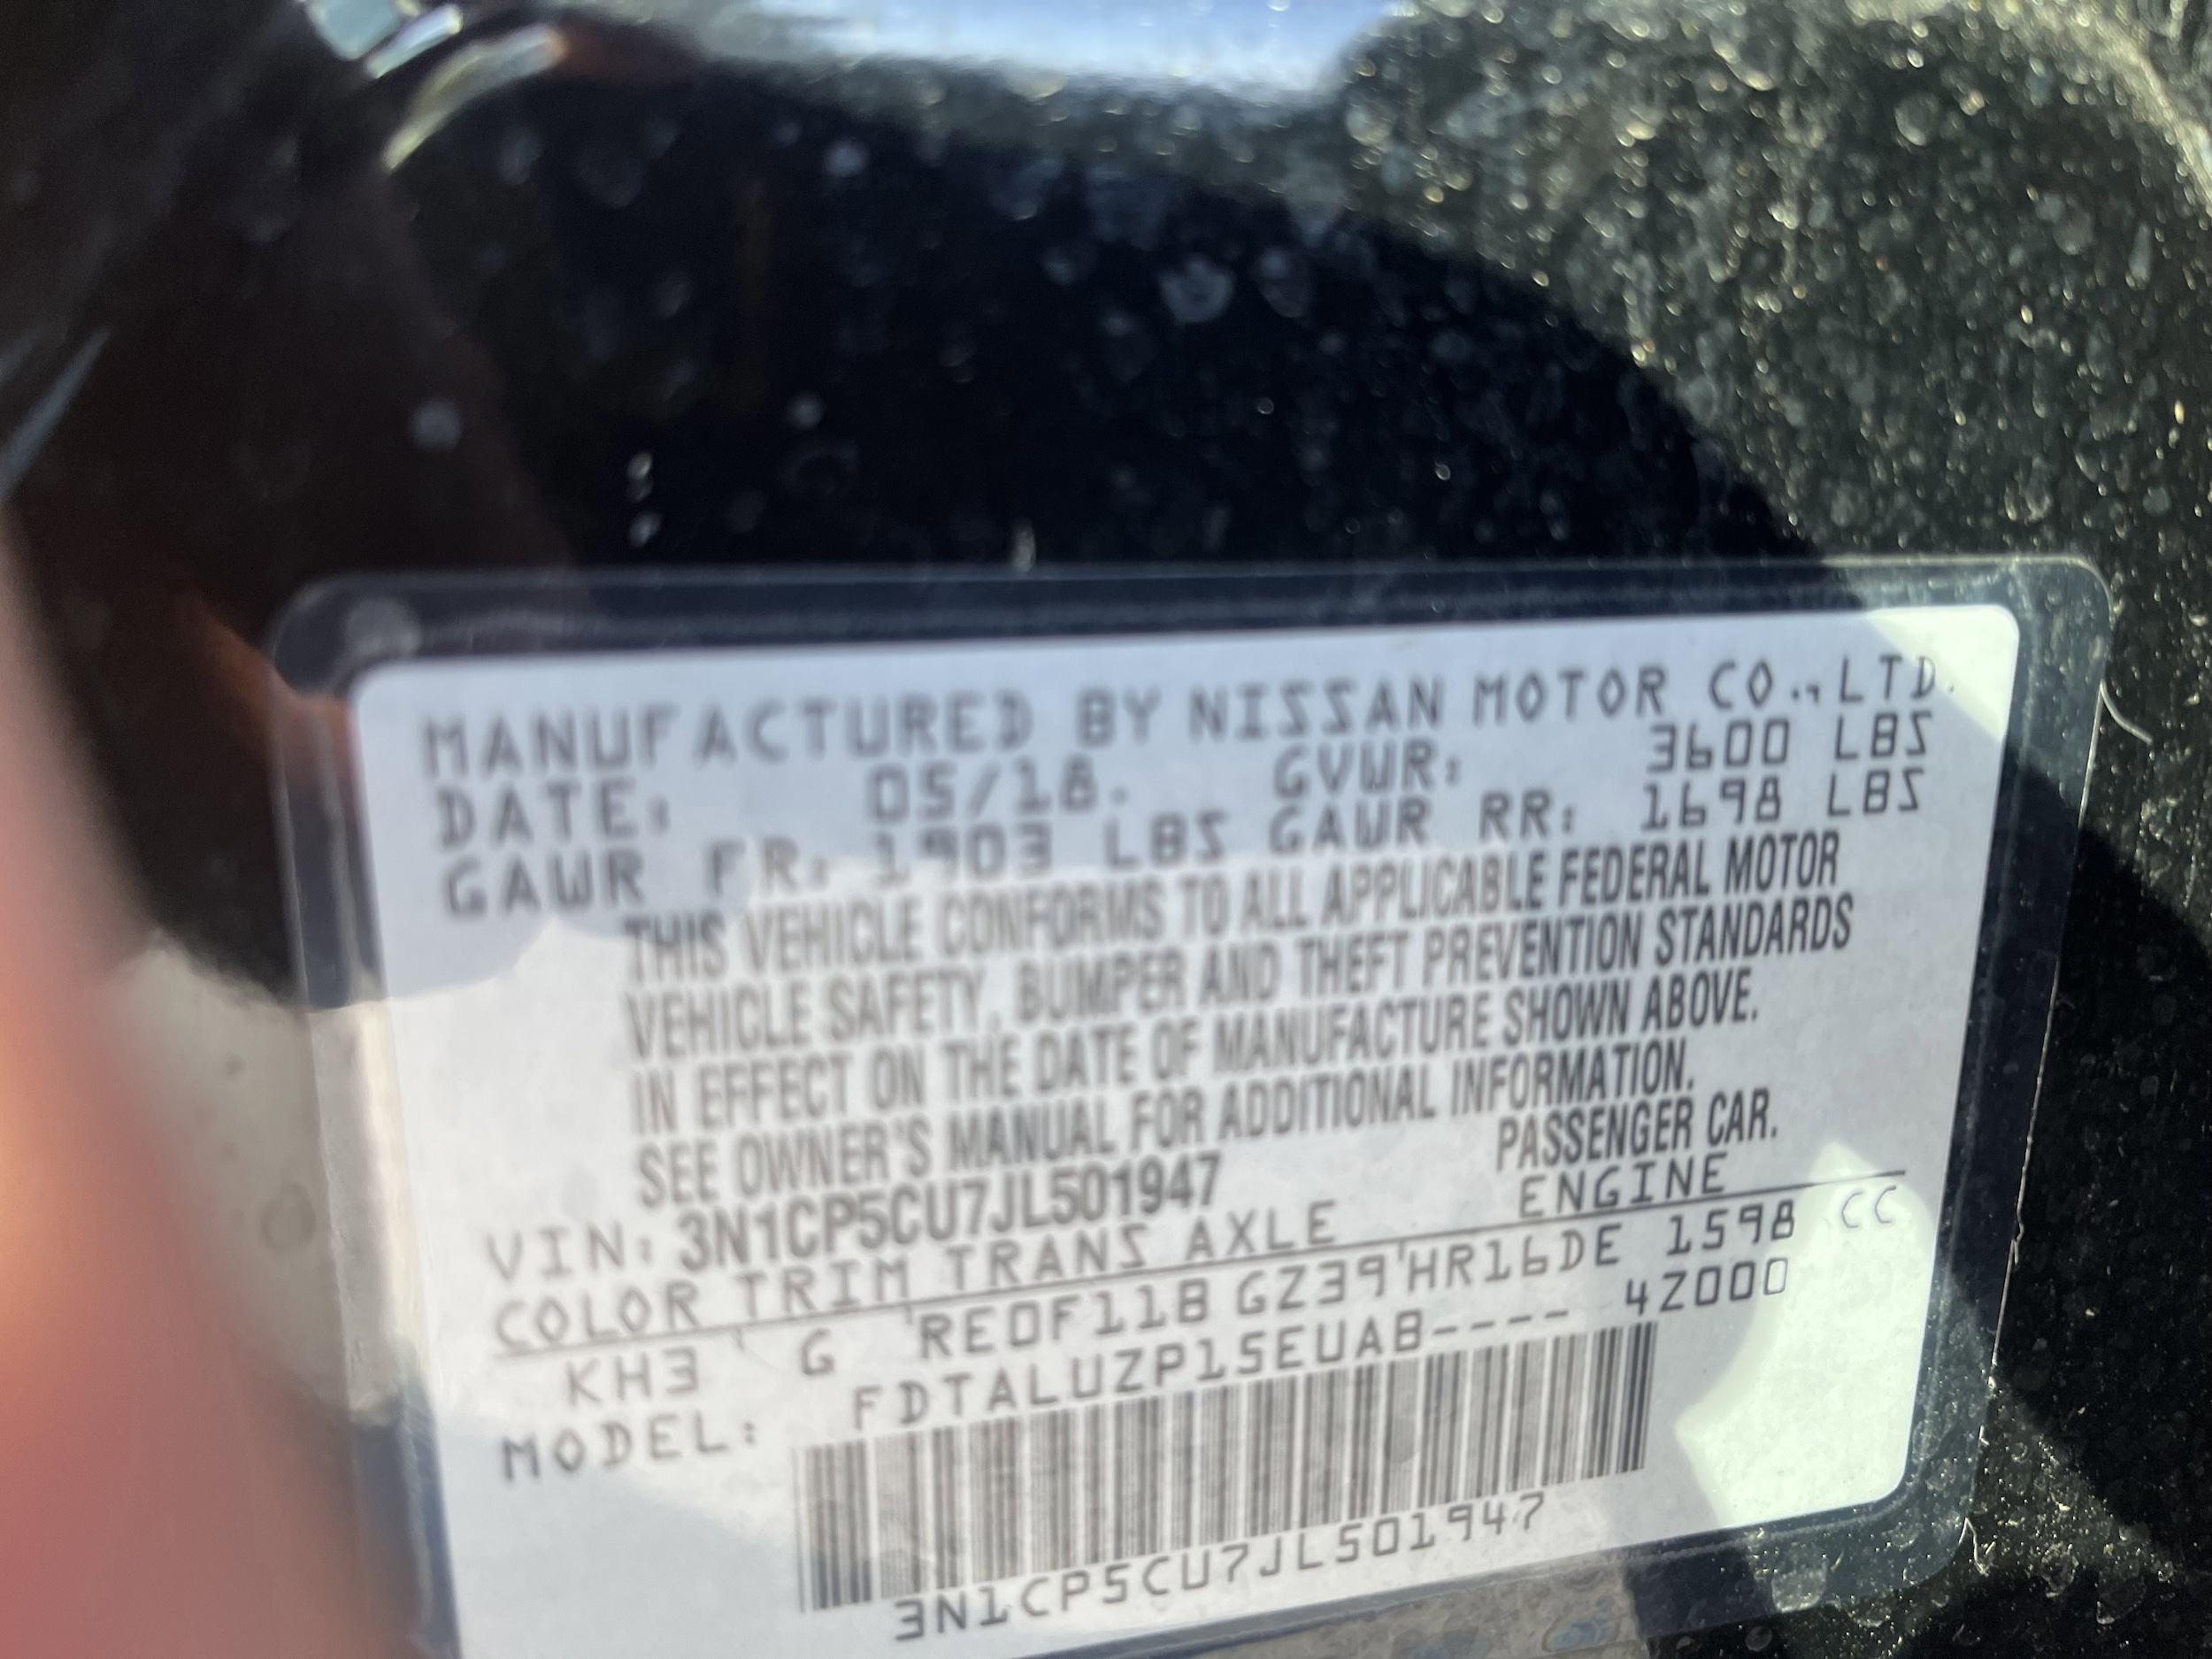 MANUFACTURED BY NISSAN MOTOR CO., LTD.
DATE: 05/18. GVWR: 3600 LBS
GAWR FR: 1903 LBS GAWR RR: 1698 LBS
THIS VEHICLE CONFORMS TO ALL APPLICABLE FEDERAL MOTOR
VEHICLE SAFETY, BUMPER AND THEFT PREVENTION STANDARDS
IN EFFECT ON THE DATE OF MANUFACTURE SHOWN ABOVE.
SEE OWNER'S MANUAL FOR ADDITIONAL INFORMATION.
VIN: 3N1CP5CU7JL501947 PASSENGER CAR.
COLOR TRIM TRANS AXLE ENGINE
KH3 G RE0F11B GZ39 HR16DE 1598 CC
MODEL: FDTALUZP15EUAB---- 4Z000
3N1CP5CU7JL501947